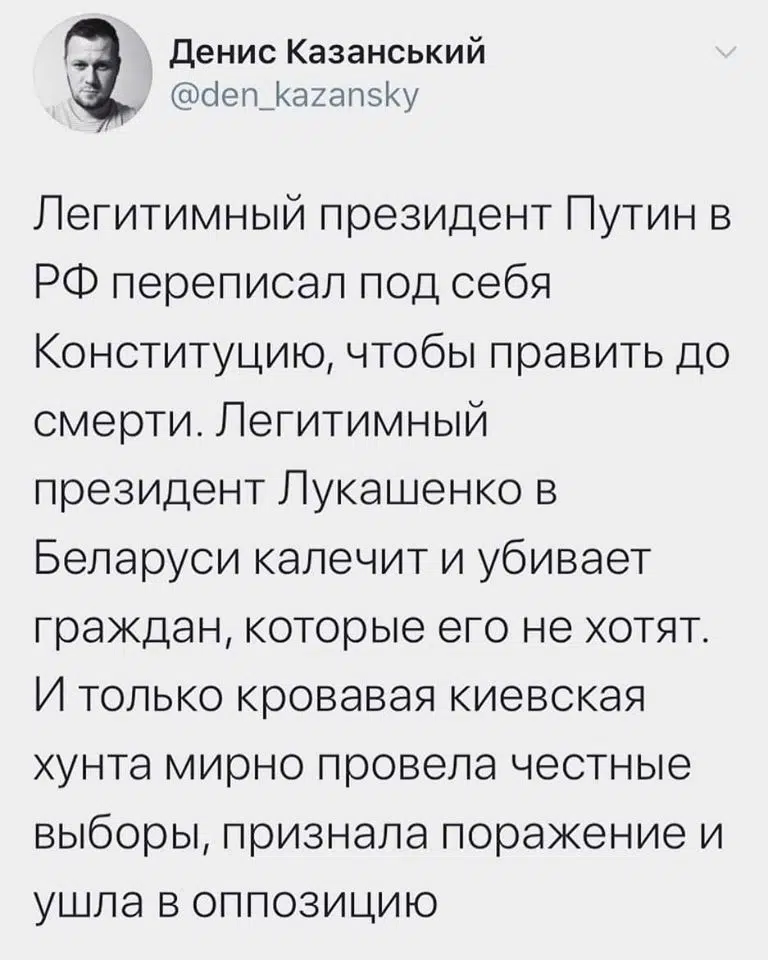 Денис Казанський
@den_kazansky
Легитимный президент Путин в
РФ переписал под себя
Конституцию, чтобы править до
смерти. Легитимный
президент Лукашенко в
Беларуси калечит и убивает
граждан, которые его не хотят.
И только кровавая киевская
хунта мирно провела честные
выборы, признала поражение и
ушла в оппозицию